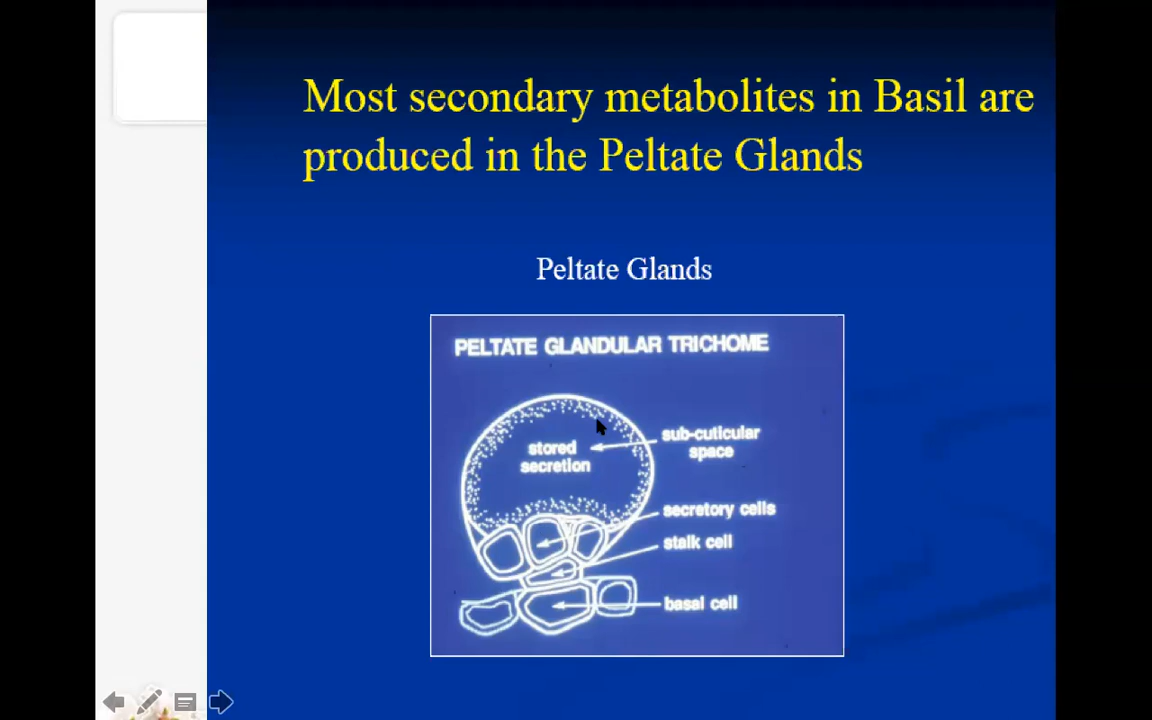 Most secondary metabolites in Basil are
produced in the Peltate Glands
Peltate Glands
PELTATE GLANDULAR TRICHOME
stored
secretion
sub-cuticular
space
secretory cells
stalk cell
basal cell